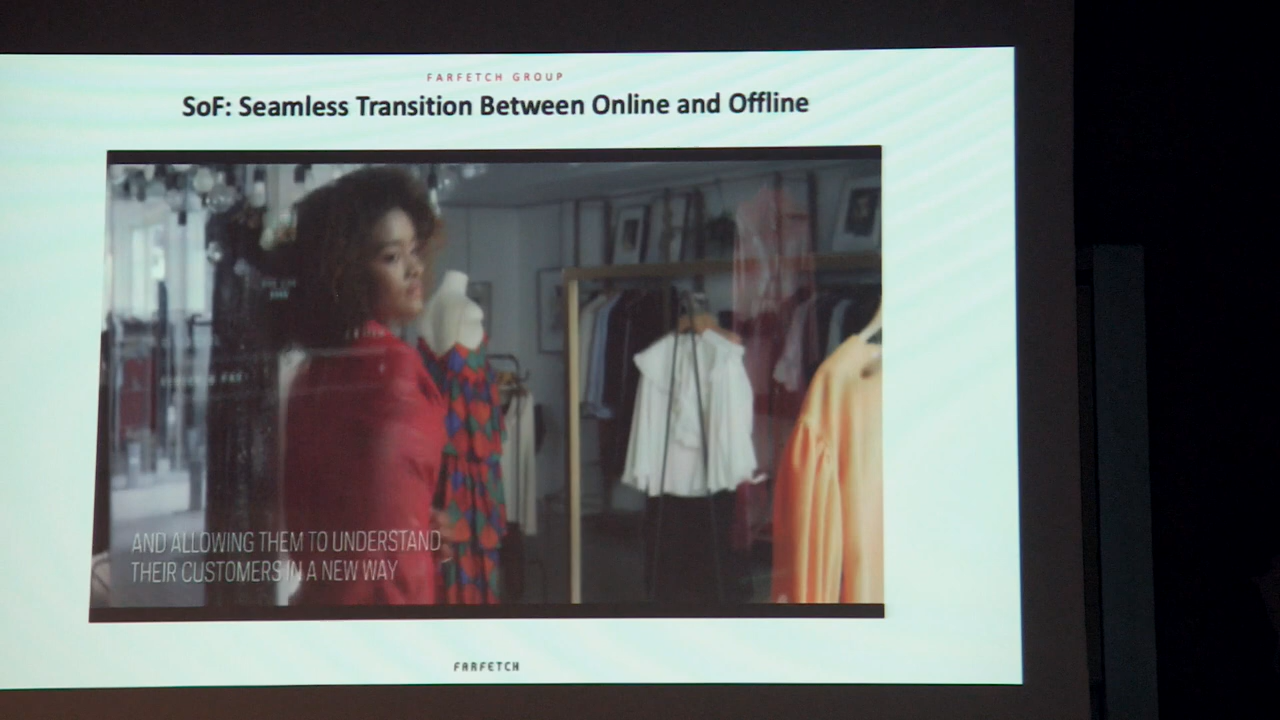 FARFETCH GROUP
SoF: Seamless Transition Between Online and Offline
AND ALLOWING THEM TO UNDERSTAND
THEIR CUSTOMERS IN A NEW WAY
FARFETCH